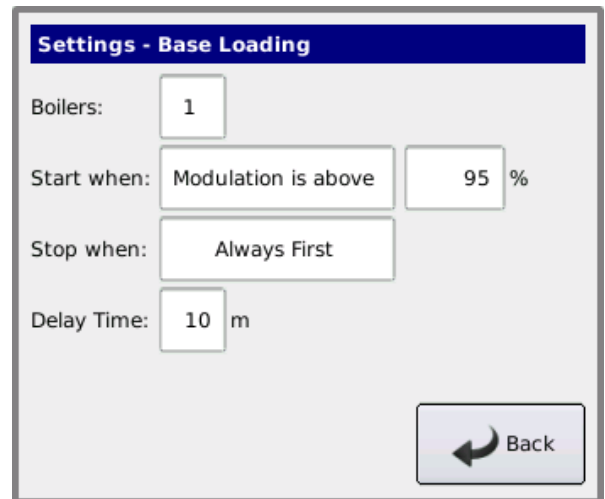 Settings - Base Loading
Boilers: 1
Start when: Modulation is above 95 %
Stop when: Always First
Delay Time: 10 m
Back